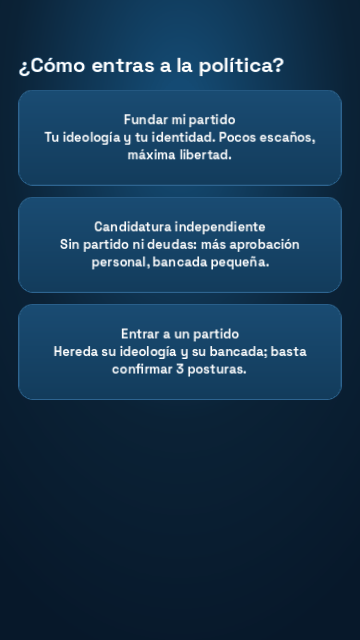 ¿Cómo entras a la política?
Fundar mi partido
Tu ideología y tu identidad. Pocos escaños,
máxima libertad.
Candidatura independiente
Sin partido ni deudas: más aprobación
personal, bancada pequeña.
Entrar a un partido
Hereda su ideología y su bancada; basta
confirmar 3 posturas.